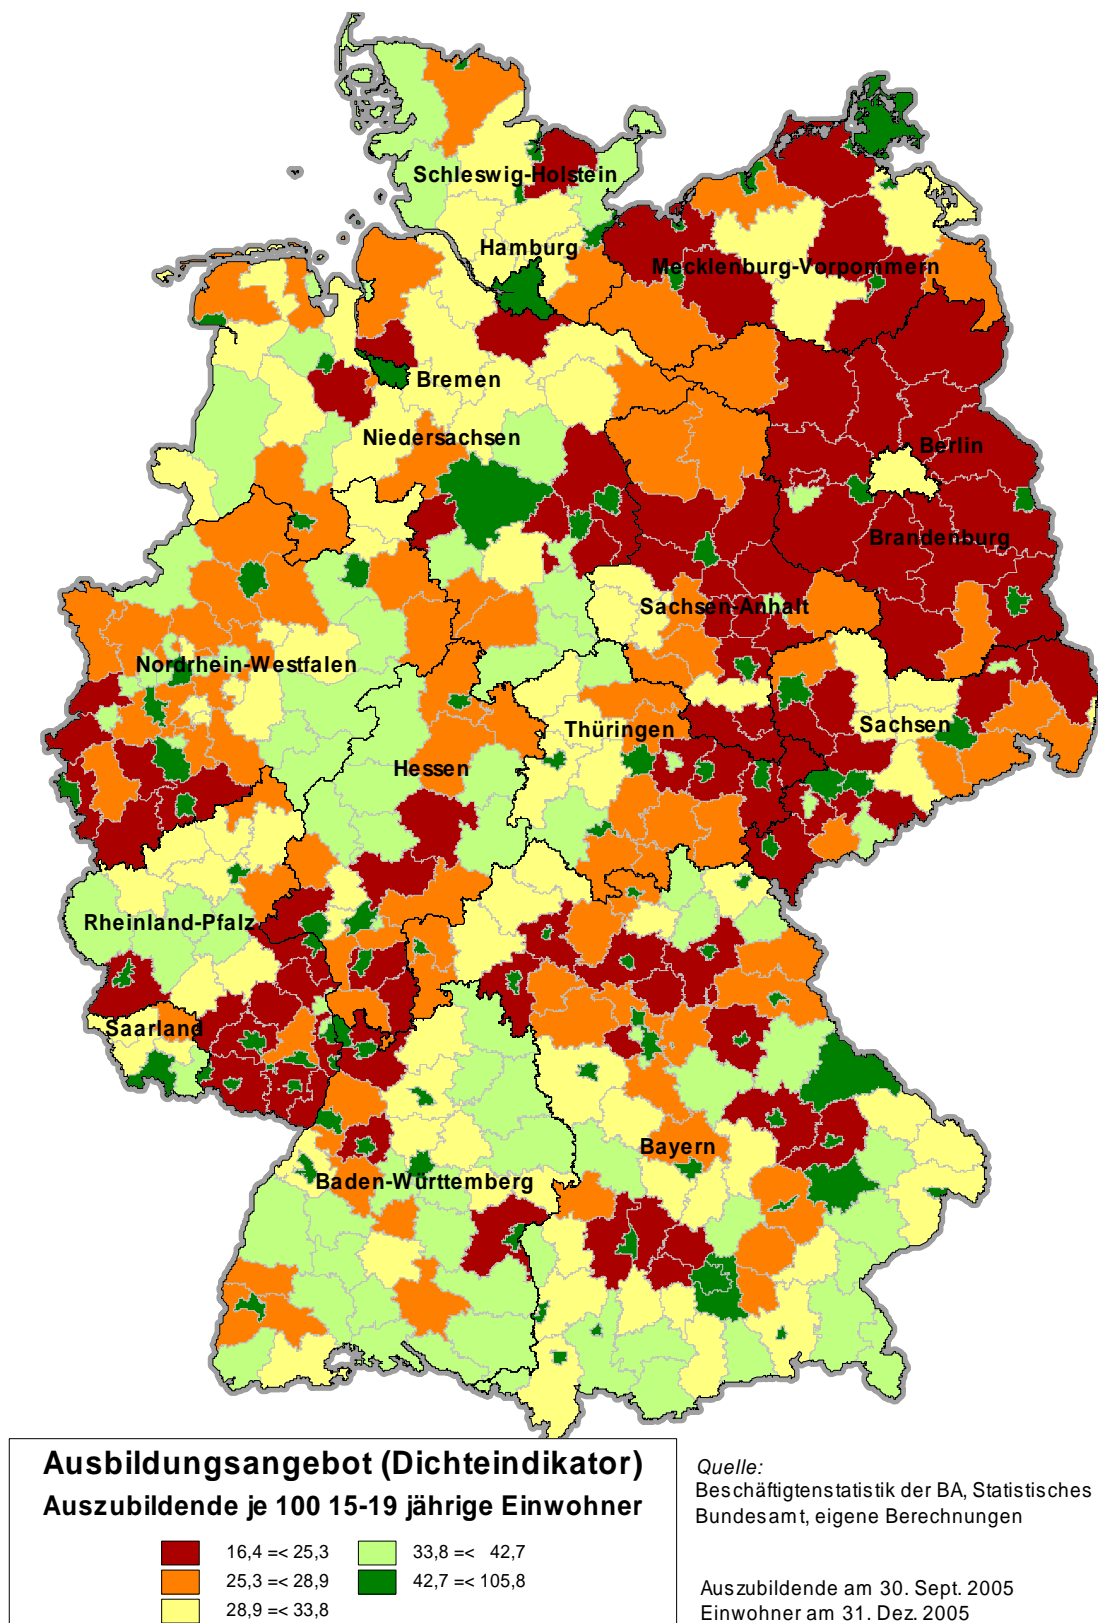 Schleswig-Holstein
Hamburg
Mecklenburg-Vorpommern
Bremen
Niedersachsen
Berlin
Brandenburg
Sachsen-Anhalt
Nordrhein-Westfalen
Thüringen
Sachsen
Hessen
Rheinland-Pfalz
Saarland
Bayern
Baden-Württemberg
Ausbildungsangebot (Dichteindikator)
Auszubildende je 100 15-19 jährige Einwohner
16,4 =< 25,3
25,3 =< 28,9
28,9 =< 33,8
33,8 =< 42,7
42,7 =< 105,8
Quelle:
Beschäftigtenstatistik der BA, Statistisches
Bundesamt, eigene Berechnungen
Auszubildende am 30. Sept. 2005
Einwohner am 31. Dez. 2005